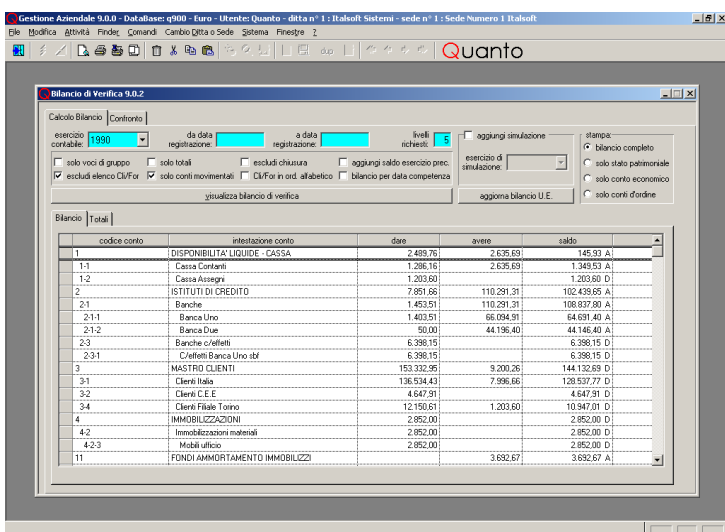 Gestione Aziendale 9.0.0 - DataBase: q900 - Euro - Utente: Quanto - ditta n° 1 : Italsoft Sistemi - sede n° 1 : Sede Numero 1 Italsoft
File Modifica Attività Finder Comandi Cambio Ditta o Sede Sistema Finestre ?
Quanto
Bilancio di Verifica 9.0.2
Calcolo Bilancio Confronto
esercizio contabile: 1990 da data registrazione: a data registrazione: livelli richiesti: 5 aggiungi simulazione stampa:
bilancio completo
esercizio di simulazione:
solo voci di gruppo solo totali escludi chiusura aggiungi saldo esercizio prec. solo stato patrimoniale
escludi elenco Cli/For solo conti movimentati Cli/For in ord. alfabetico bilancio per data competenza solo conto economico
visualizza bilancio di verifica aggiorna bilancio U.E. solo conti d'ordine
Bilancio Totali
codice conto intestazione conto dare avere saldo
1 DISPONIBILITA' LIQUIDE - CASSA 2.489,76 2.635,69 145,93 A
1-1 Cassa Contanti 1.286,16 2.635,69 1.349,53 A
1-2 Cassa Assegni 1.203,60 1.203,60 D
2 ISTITUTI DI CREDITO 7.851,66 110.291,31 102.439,65 A
2-1 Banche 1.453,51 110.291,31 108.837,80 A
2-1-1 Banca Uno 1.403,51 66.094,91 64.691,40 A
2-1-2 Banca Due 50,00 44.196,40 44.146,40 A
2-3 Banche c/effetti 6.398,15 6.398,15 D
2-3-1 C/effetti Banca Uno sbf 6.398,15 6.398,15 D
3 MASTRO CLIENTI 153.332,95 9.200,26 144.132,69 D
3-1 Clienti Italia 136.534,43 7.996,66 128.537,77 D
3-2 Clienti C.E.E 4.647,91 4.647,91 D
3-4 Clienti Filiale Torino 12.150,61 1.203,60 10.947,01 D
4 IMMOBILIZZAZIONI 2.852,00 2.852,00 D
4-2 Immobilizzazioni materiali 2.852,00 2.852,00 D
4-2-3 Mobili ufficio 2.852,00 2.852,00 D
11 FONDI AMMORTAMENTO IMMOBILIZZI 3.692,67 3.692,67 A